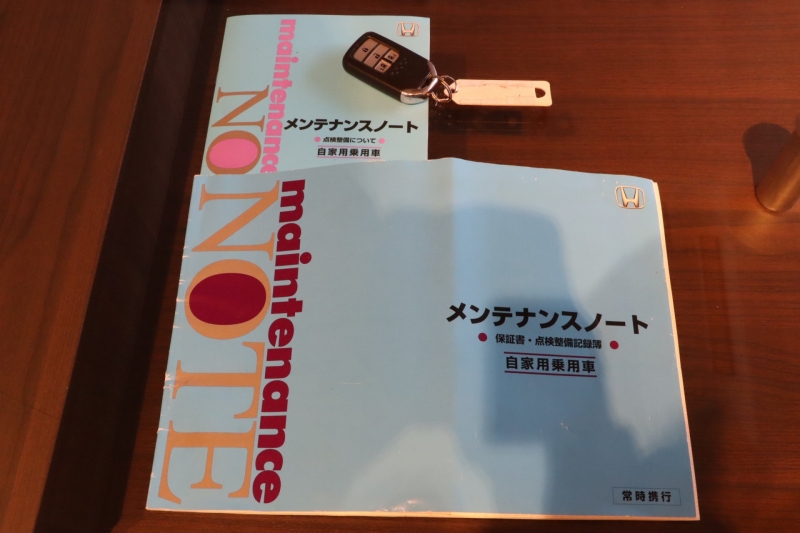 maintenance
NO
メンテナンスノート
● 点検整備について ●
自家用乗用車
maintenance
NOTE
メンテナンスノート
● 保証書・点検整備記録簿 ●
自家用乗用車
常時携行